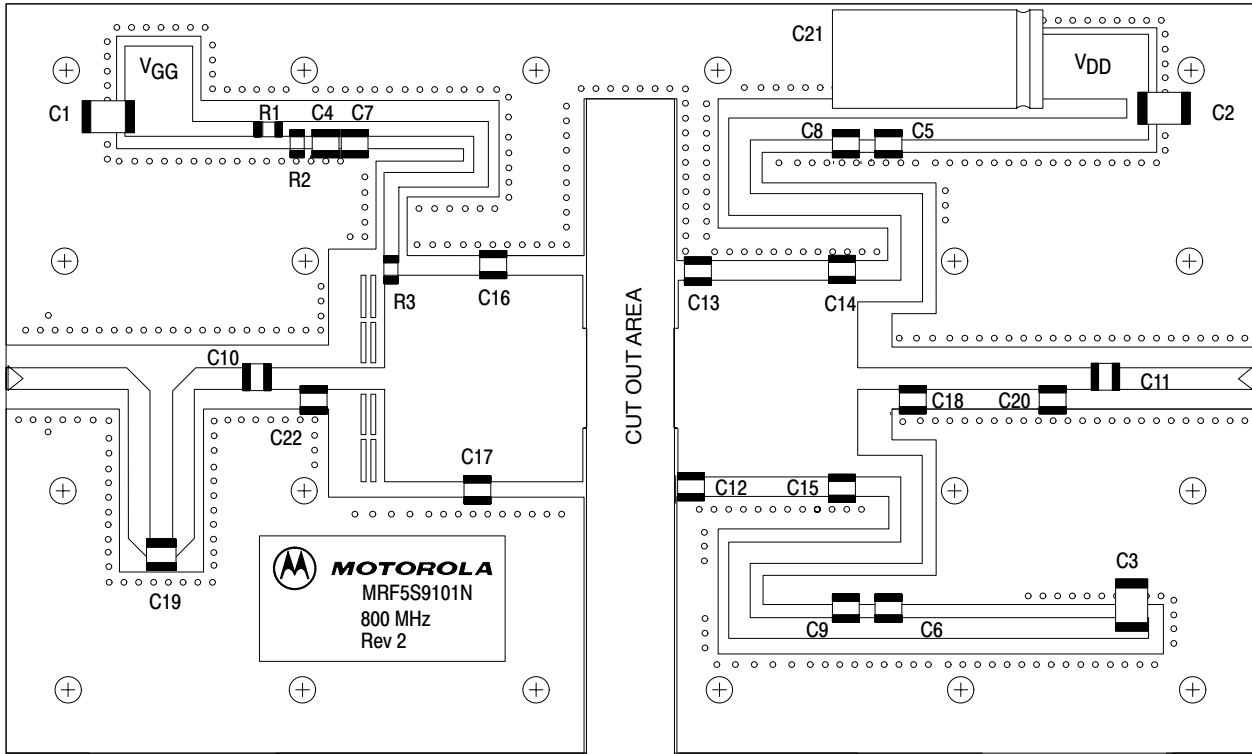 C21
VGG
VDD
C1
R1
C4
C7
C8
C5
C2
R2
R3
C16
C13
C14
C10
C11
C22
C18
C20
CUT OUT AREA
C17
C12
C15
C19
MOTOROLA
MRF5S9101N
800 MHz
Rev 2
C3
C9
C6